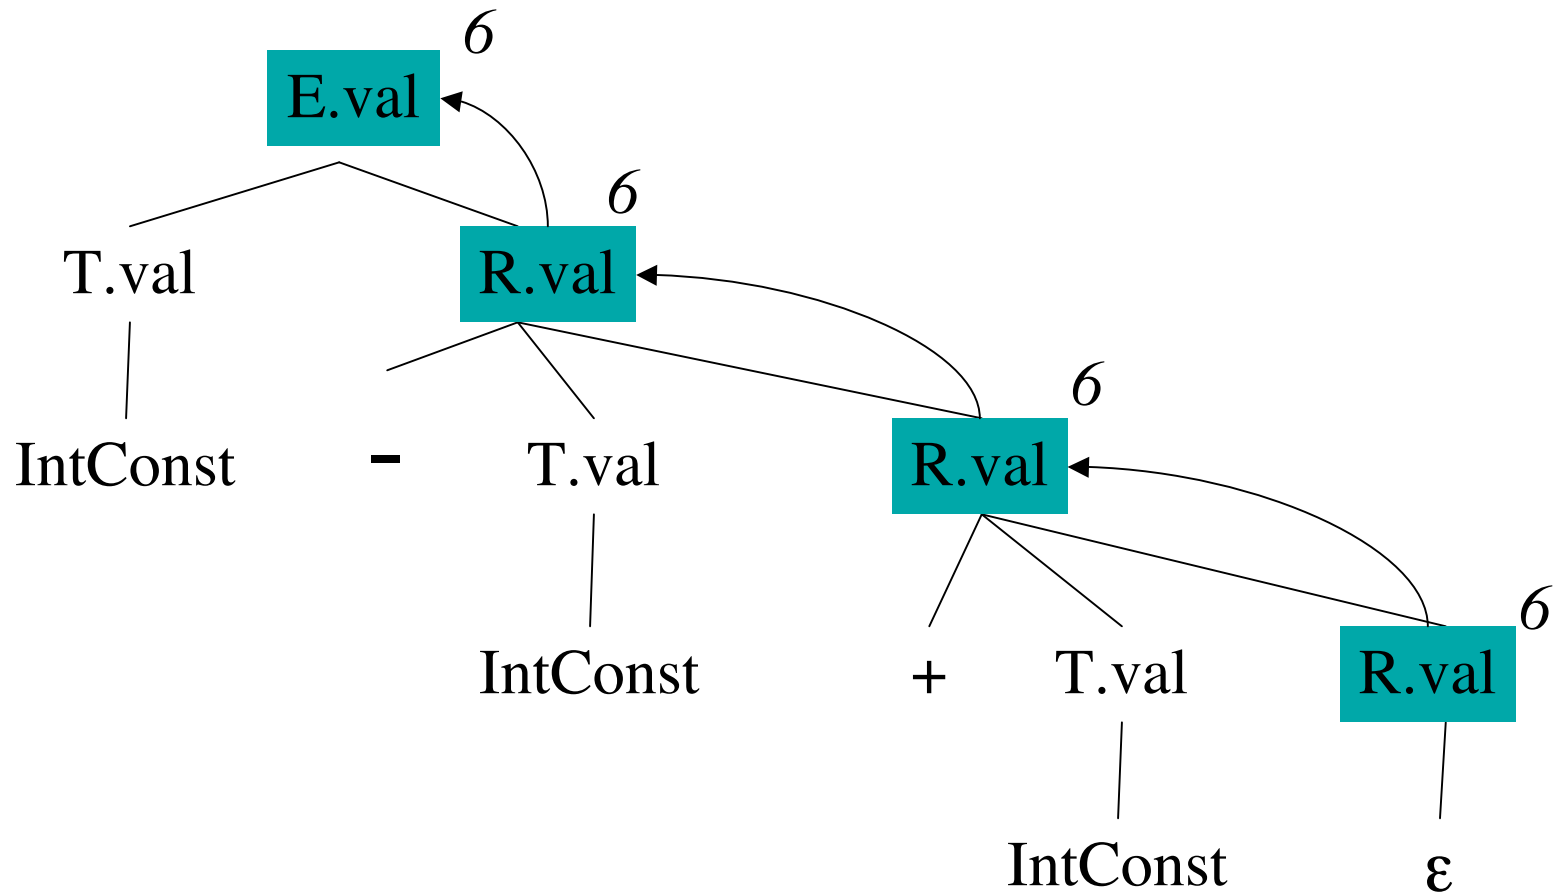 6
E.val
6
T.val R.val
6
IntConst - T.val R.val
6
IntConst + T.val R.val
IntConst ε